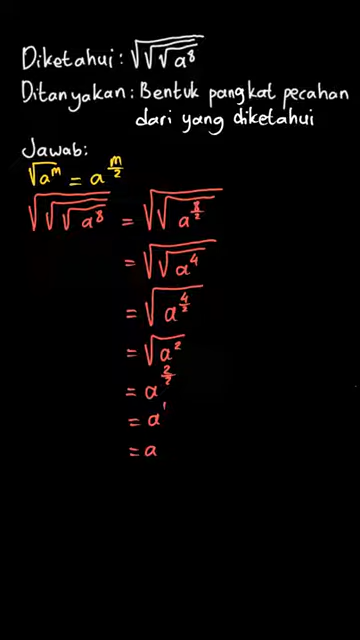 Diketahui: √√√a⁸
Ditanyakan: Bentuk pangkat pecahan
dari yang diketahui
Jawab:
√aᵐ = a^(m/2)
√√√a⁸ = √√a^(8/2)
= √√a⁴
= √a^(4/2)
= √a²
= a^(2/2)
= a¹
= a